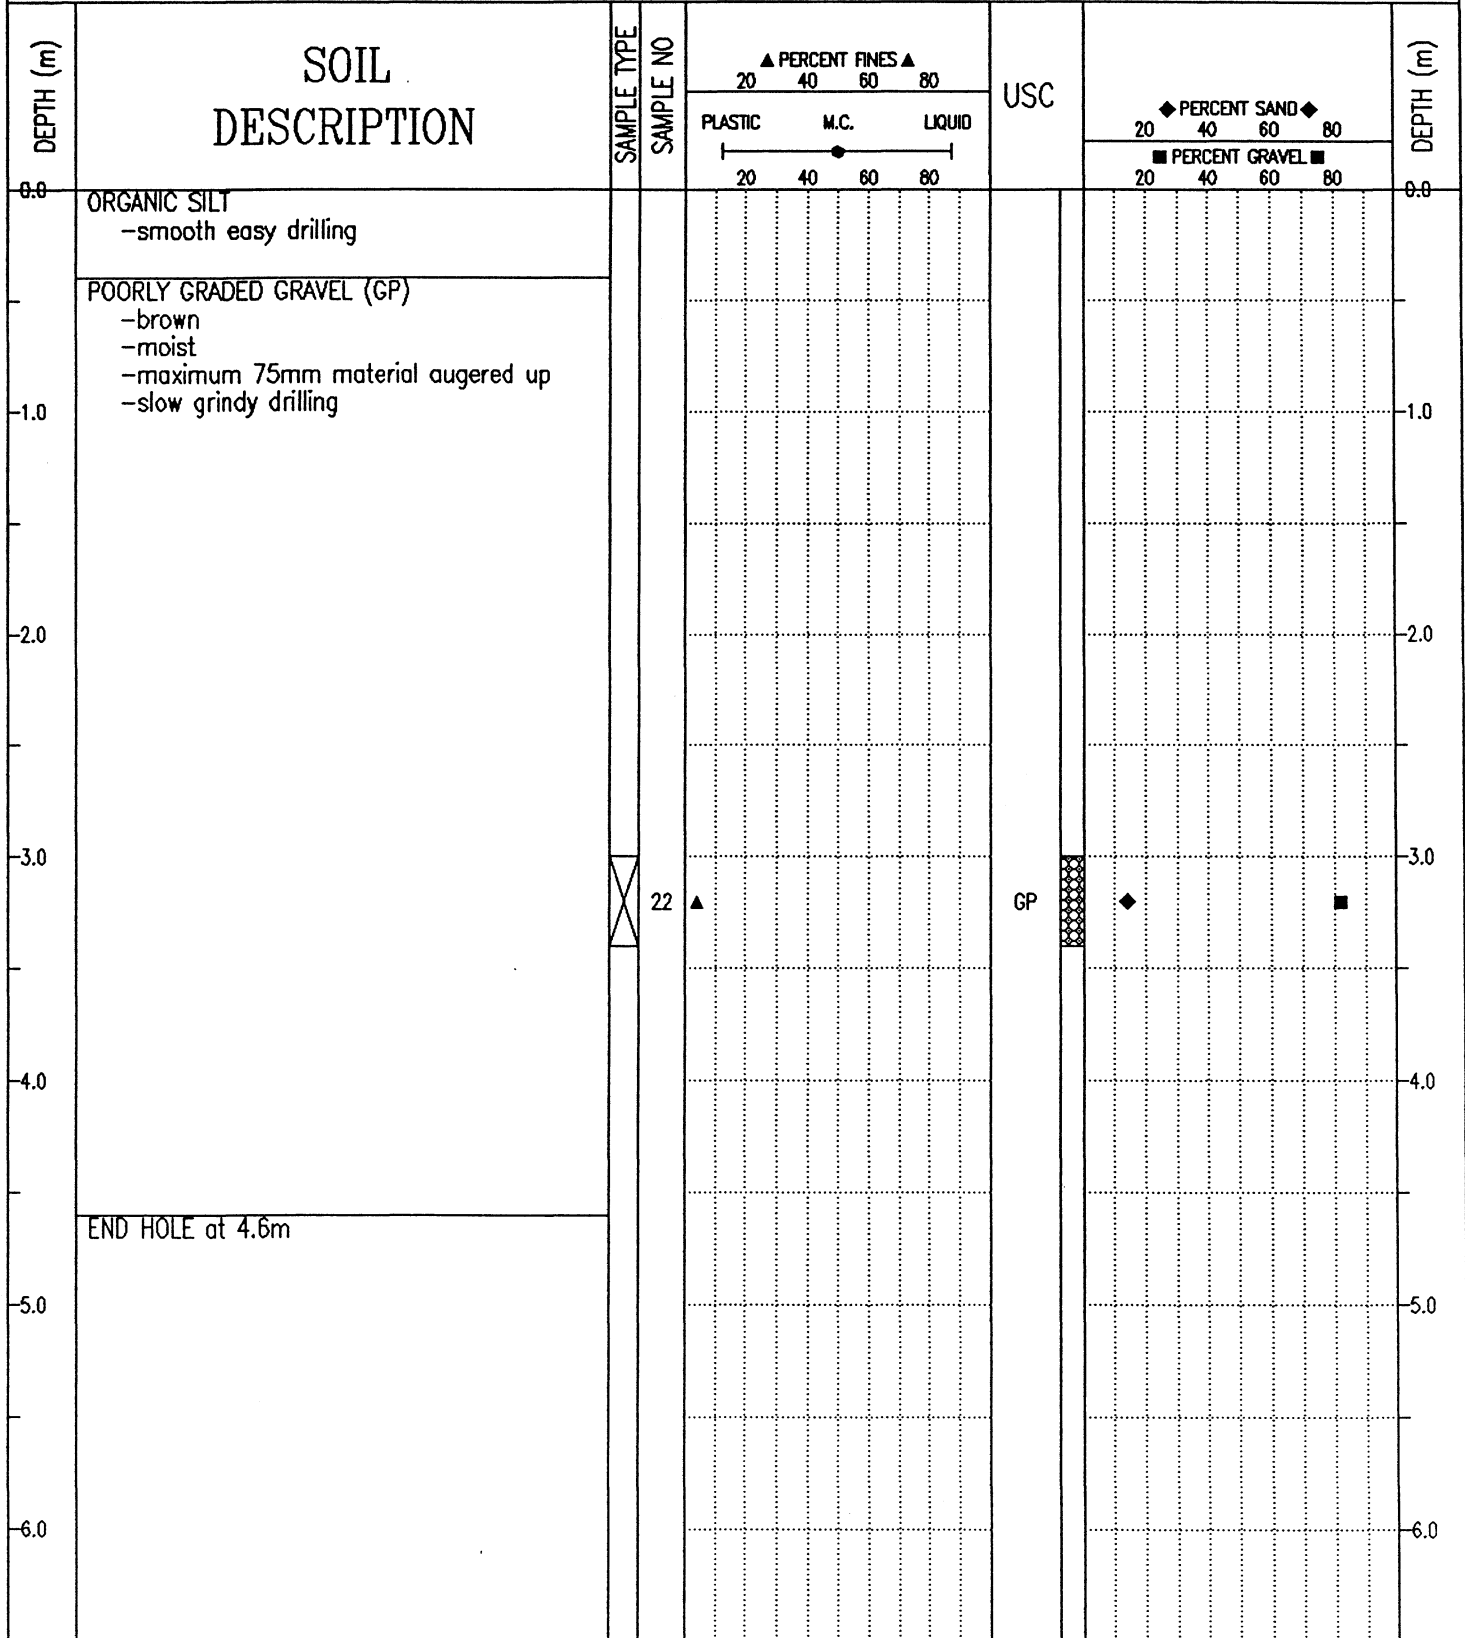 DEPTH (m)
SOIL
DESCRIPTION
SAMPLE TYPE
SAMPLE NO
▲ PERCENT FINES ▲
20 40 60 80
PLASTIC M.C. LIQUID
20 40 60 80
USC
◆ PERCENT SAND ◆
20 40 60 80
■ PERCENT GRAVEL ■
20 40 60 80
DEPTH (m)
0.0
0.0
ORGANIC SILT
-smooth easy drilling
POORLY GRADED GRAVEL (GP)
-brown
-moist
-maximum 75mm material augered up
-slow grindy drilling
1.0
1.0
2.0
2.0
3.0
3.0
22
GP
4.0
4.0
END HOLE at 4.6m
5.0
5.0
6.0
6.0